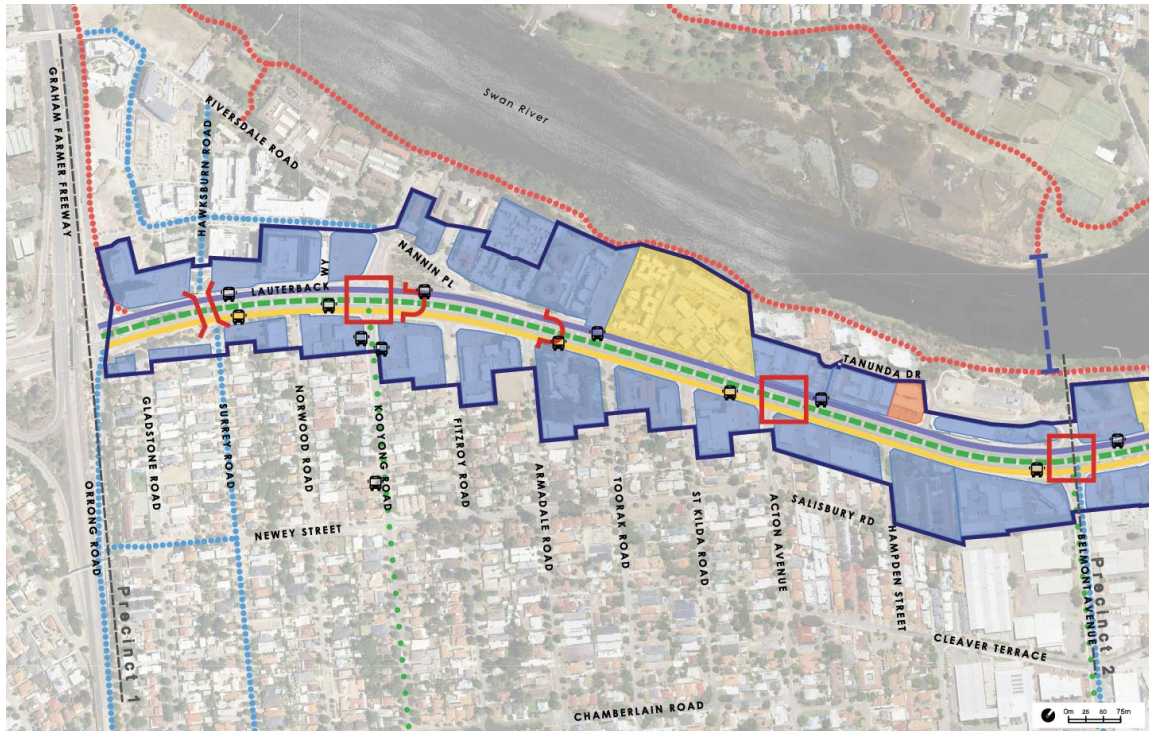 Swan River
GRAHAM FARMER FREEWAY
HAWKSBURN ROAD
RIVERSDALE ROAD
NANNIN PL
WY
LAUTERBACK
TANUNDA DR
GLADSTONE ROAD
SURREY ROAD
NORWOOD ROAD
KOOYONG ROAD
FITZROY ROAD
ARMADALE ROAD
TOORAK ROAD
ST KILDA ROAD
ACTON AVENUE
SALISBURY RD
HAMPDEN STREET
BELMONT AVENUE
ORRONG ROAD
NEWEY STREET
Precinct 1
Precinct 2
CLEAVER TERRACE
CHAMBERLAIN ROAD
0m 25 50 75m